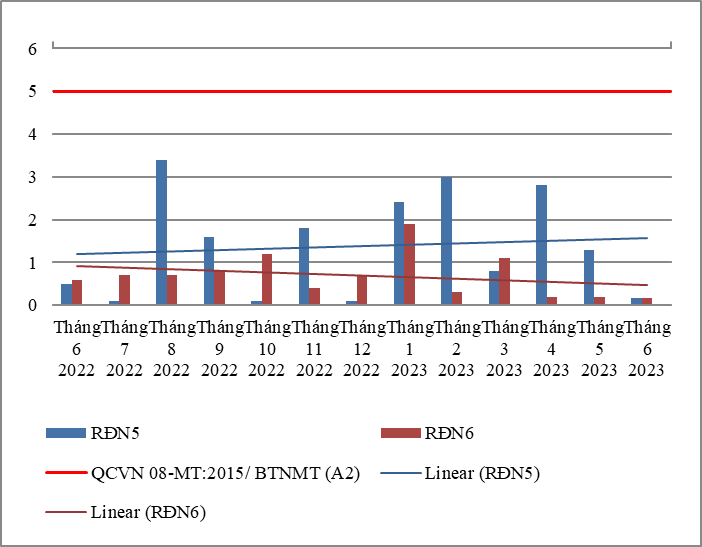 6
5
4
3
2
1
0
Tháng Tháng Tháng Tháng Tháng Tháng Tháng Tháng Tháng Tháng Tháng Tháng Tháng
6 7 8 9 10 11 12 1 2 3 4 5 6
2022 2022 2022 2022 2022 2022 2022 2023 2023 2023 2023 2023 2023
RĐN5 RĐN6
QCVN 08-MT:2015/ BTNMT (A2) Linear (RĐN5)
Linear (RĐN6)